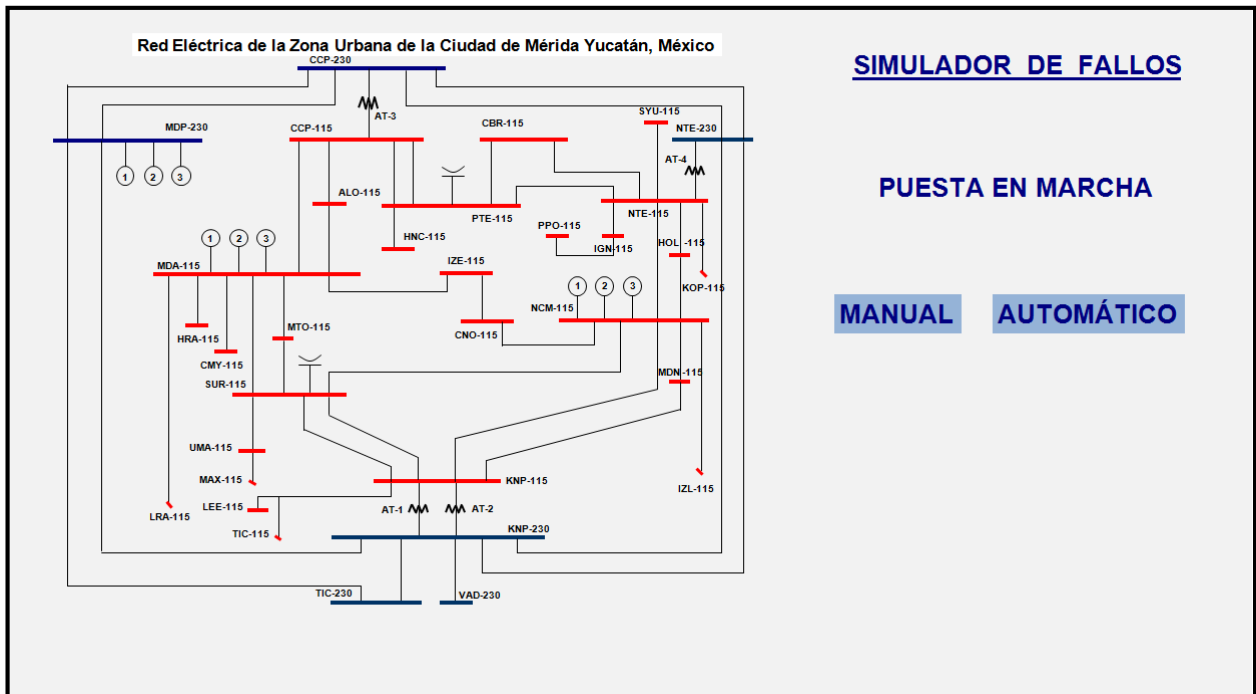 Red Eléctrica de la Zona Urbana de la Ciudad de Mérida Yucatán, México
CCP-230
SIMULADOR DE FALLOS
AT-3
SYU-115
MDP-230
CCP-115
CBR-115
NTE-230
AT-4
1 2 3
PUESTA EN MARCHA
ALO-115
PTE-115
NTE-115
PPO-115
HNC-115
IGN-115
HOL-115
1 2 3
IZE-115
MDA-115
KOP-115
1 2 3
NCM-115
MANUAL AUTOMÁTICO
MTO-115
CNO-115
HRA-115
CMY-115
MDN-115
SUR-115
UMA-115
MAX-115
KNP-115
IZL-115
LEE-115
AT-1 AT-2
LRA-115
TIC-115
KNP-230
TIC-230
VAD-230